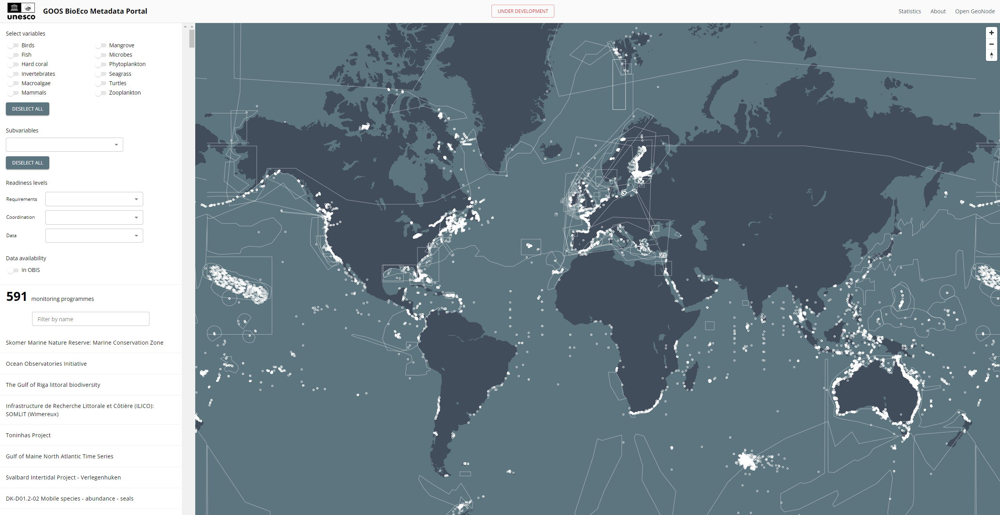 unesco
GOOS BioEco Metadata Portal
UNDER DEVELOPMENT
Statistics
About
Open GeoNode
Select variables
Birds
Mangrove
Fish
Microbes
Hard coral
Phytoplankton
Invertebrates
Seagrass
Macroalgae
Turtles
Mammals
Zooplankton
DESELECT ALL
Subvariables
DESELECT ALL
Readiness levels
Requirements
Coordination
Data
Data availability
In OBIS
591 monitoring programmes
Filter by name
Skomer Marine Nature Reserve: Marine Conservation Zone
Ocean Observatories Initiative
The Gulf of Riga littoral biodiversity
Infrastructure de Recherche Littorale et Côtière (ILICO):
SOMLIT (Wimereux)
Toninhas Project
Gulf of Maine North Atlantic Time Series
Svalbard Intertidal Project - Verlegenhuken
DK-D01.2-02 Mobile species - abundance - seals